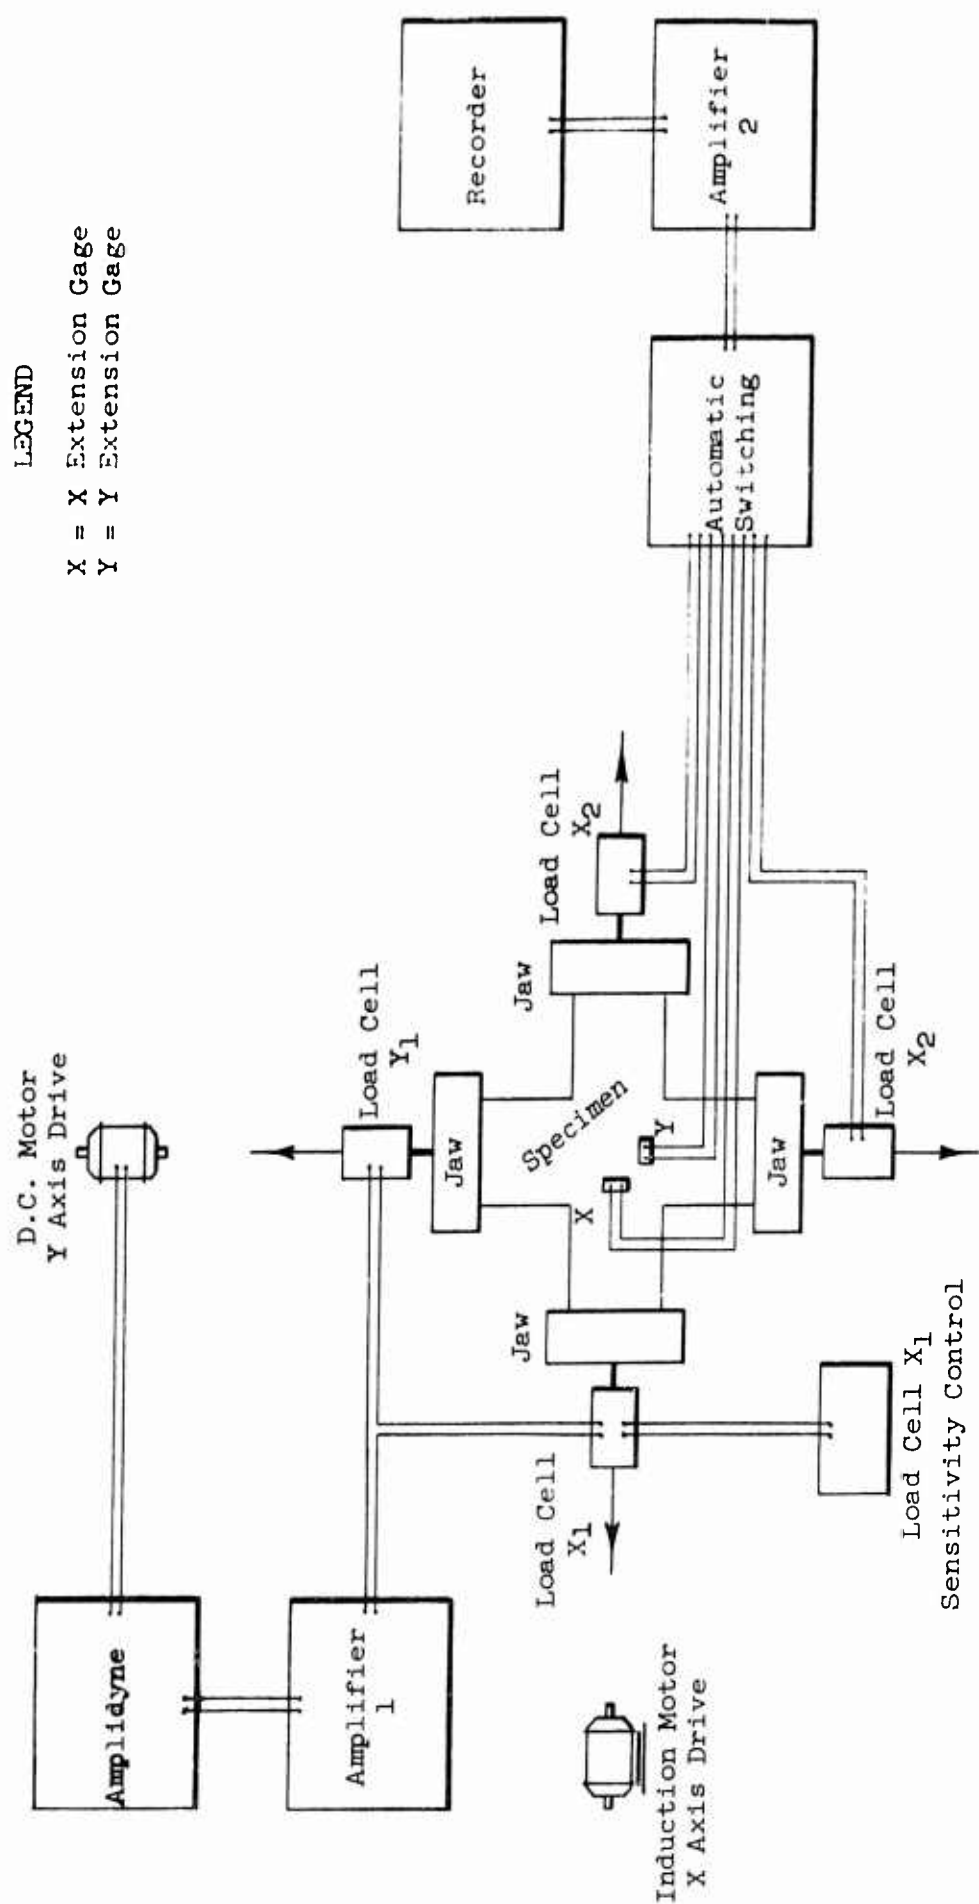 LEGEND
X = X Extension Gage
Y = Y Extension Gage
D.C. Motor
Y Axis Drive
Amplidyne
Amplifier
1
Recorder
Amplifier
2
Load Cell
Y1
Jaw
Load Cell
X2
Jaw
Specimen
X
Y
Automatic
Switching
Jaw
Load Cell
X1
Jaw
Load Cell
X2
Induction Motor
X Axis Drive
Load Cell X1
Sensitivity Control